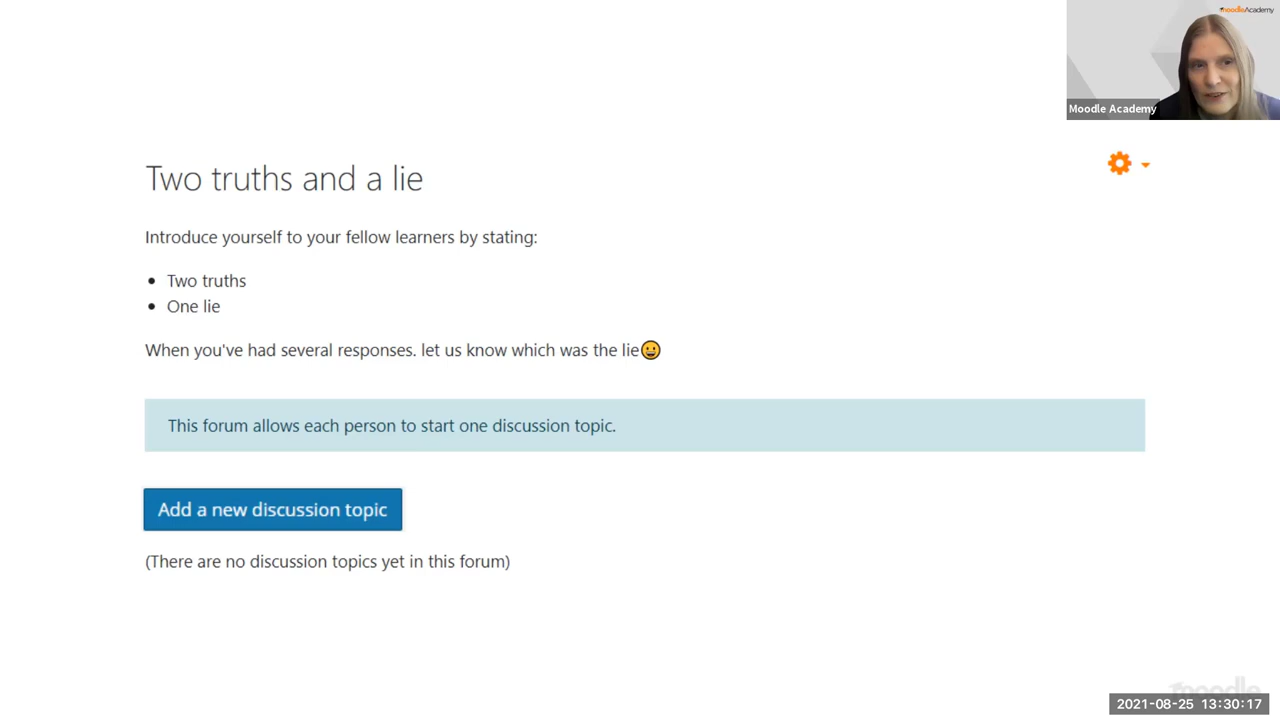 moodleAcademy
Moodle Academy
Two truths and a lie
Introduce yourself to your fellow learners by stating:
Two truths
One lie
When you've had several responses. let us know which was the lie😀
This forum allows each person to start one discussion topic.
Add a new discussion topic
(There are no discussion topics yet in this forum)
moodle
2021-08-25 13:30:17